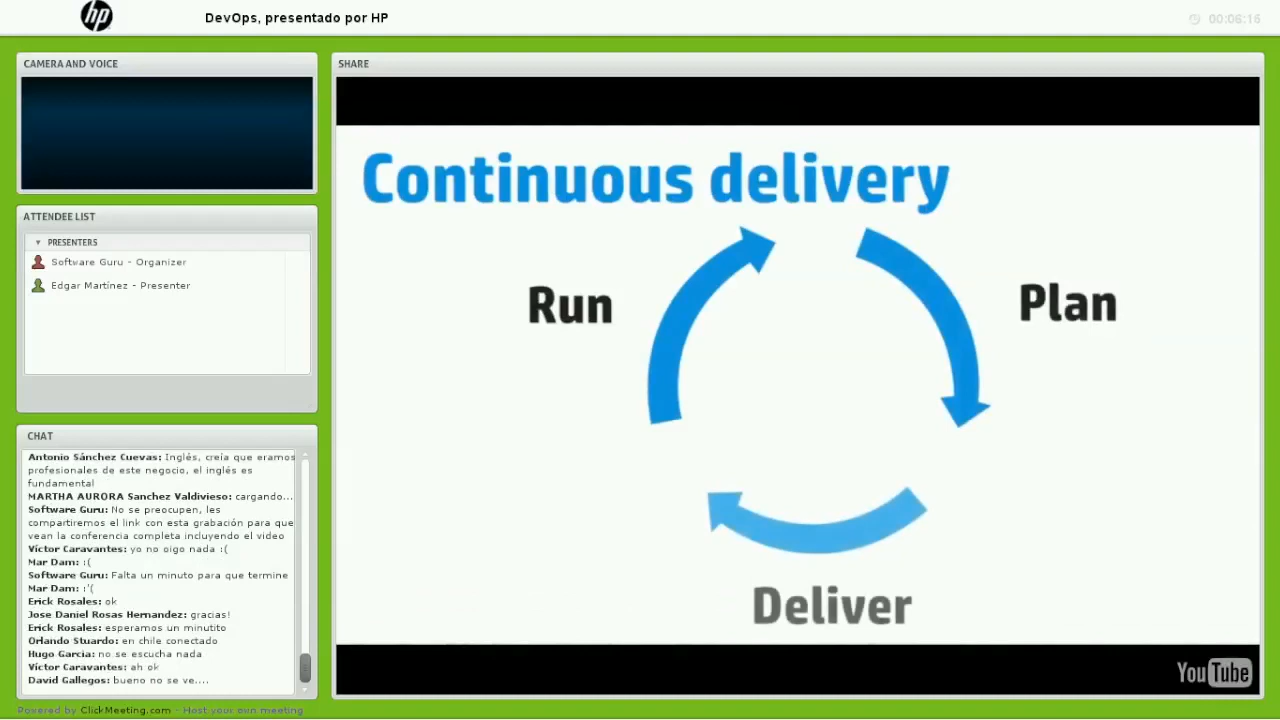 hp
DevOps, presentado por HP
00:06:16
CAMERA AND VOICE
ATTENDEE LIST
PRESENTERS
Software Guru - Organizer
Edgar Martínez - Presenter
CHAT
Antonio Sánchez Cuevas: Inglés, creía que eramos
profesionales de este negocio, el inglés es
fundamental
MARTHA AURORA Sanchez Valdivieso: cargando...
Software Guru: No se preocupen, les
compartiremos el link con esta grabación para que
vean la conferencia completa incluyendo el video
Víctor Caravantes: yo no oigo nada :(
Mar Dam: :(
Software Guru: Falta un minuto para que termine
Mar Dam: :'(
Erick Rosales: ok
Jose Daniel Rosas Hernandez: gracias!
Erick Rosales: esperamos un minutito
Orlando Stuardo: en chile conectado
Hugo Garcia: no se escucha nada
Víctor Caravantes: ah ok
David Gallegos: bueno no se ve....
Powered by ClickMeeting.com - Host your own meeting
SHARE
Continuous delivery
Run
Plan
Deliver
YouTube